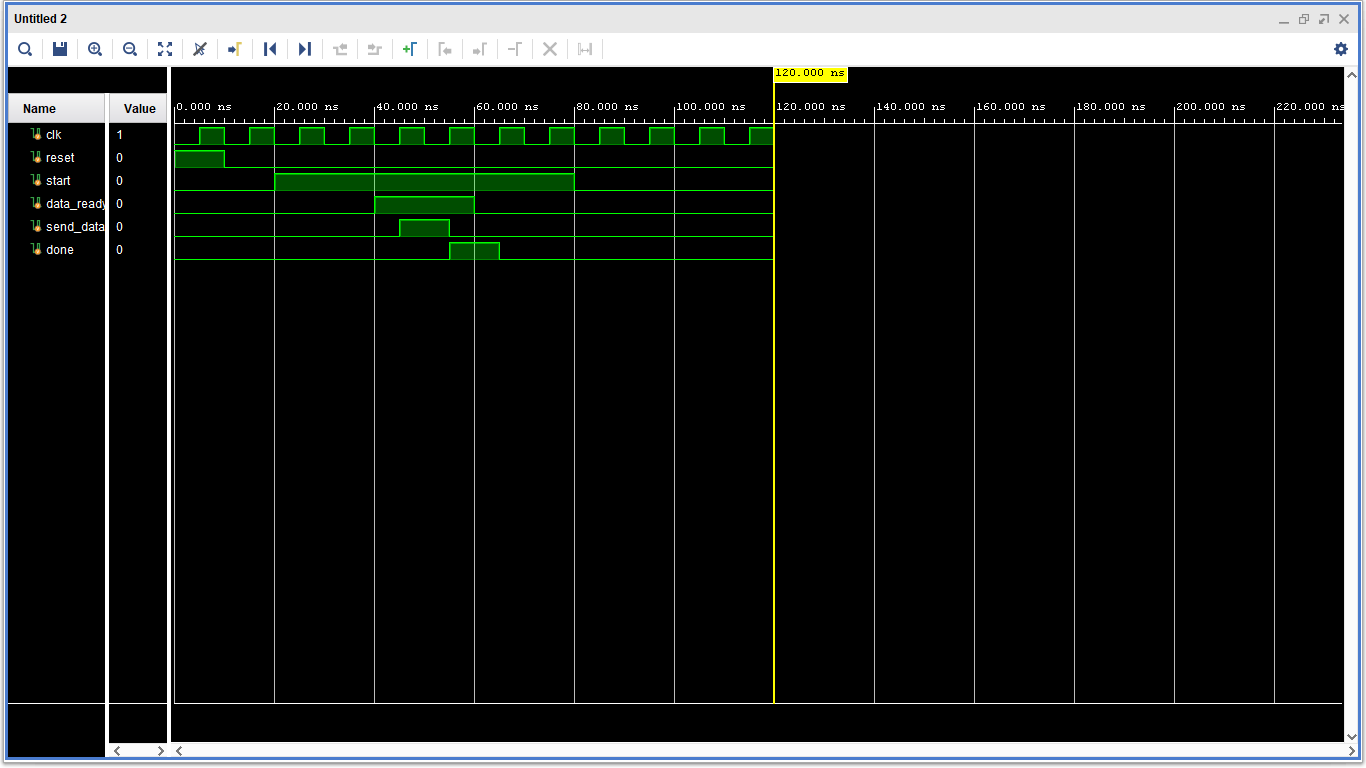 Untitled 2
120.000 ns
Name Value
0.000 ns 20.000 ns 40.000 ns 60.000 ns 80.000 ns 100.000 ns 120.000 ns 140.000 ns 160.000 ns 180.000 ns 200.000 ns 220.000 ns
clk 1
reset 0
start 0
data_ready 0
send_data 0
done 0